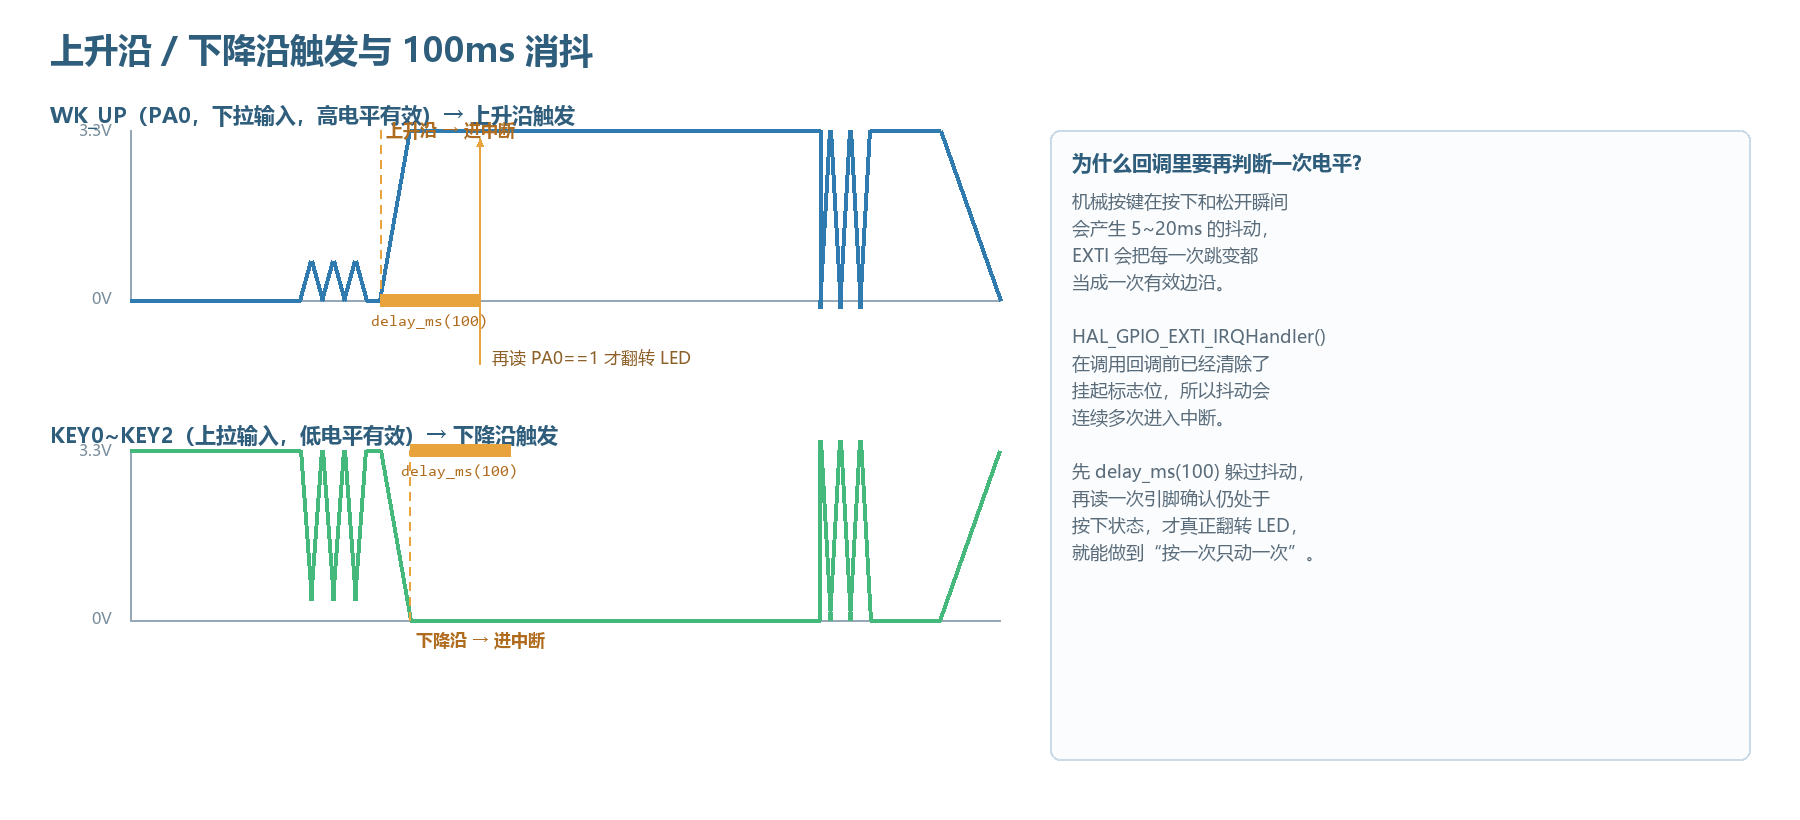 上升沿 / 下降沿触发与 100ms 消抖
WK_UP（PA0，下拉输入，高电平有效）→ 上升沿触发
3.3V
上升沿 → 进中断
0V
delay_ms(100)
再读 PA0==1 才翻转 LED
KEY0~KEY2（上拉输入，低电平有效）→ 下降沿触发
3.3V
delay_ms(100)
0V
下降沿 → 进中断
为什么回调里要再判断一次电平?
机械按键在按下和松开瞬间
会产生 5~20ms 的抖动，
EXTI 会把每一次跳变都
当成一次有效边沿。
HAL_GPIO_EXTI_IRQHandler()
在调用回调前已经清除了
挂起标志位，所以抖动会
连续多次进入中断。
先 delay_ms(100) 躲过抖动，
再读一次引脚确认仍处于
按下状态，才真正翻转 LED，
就能做到“按一次只动一次”。